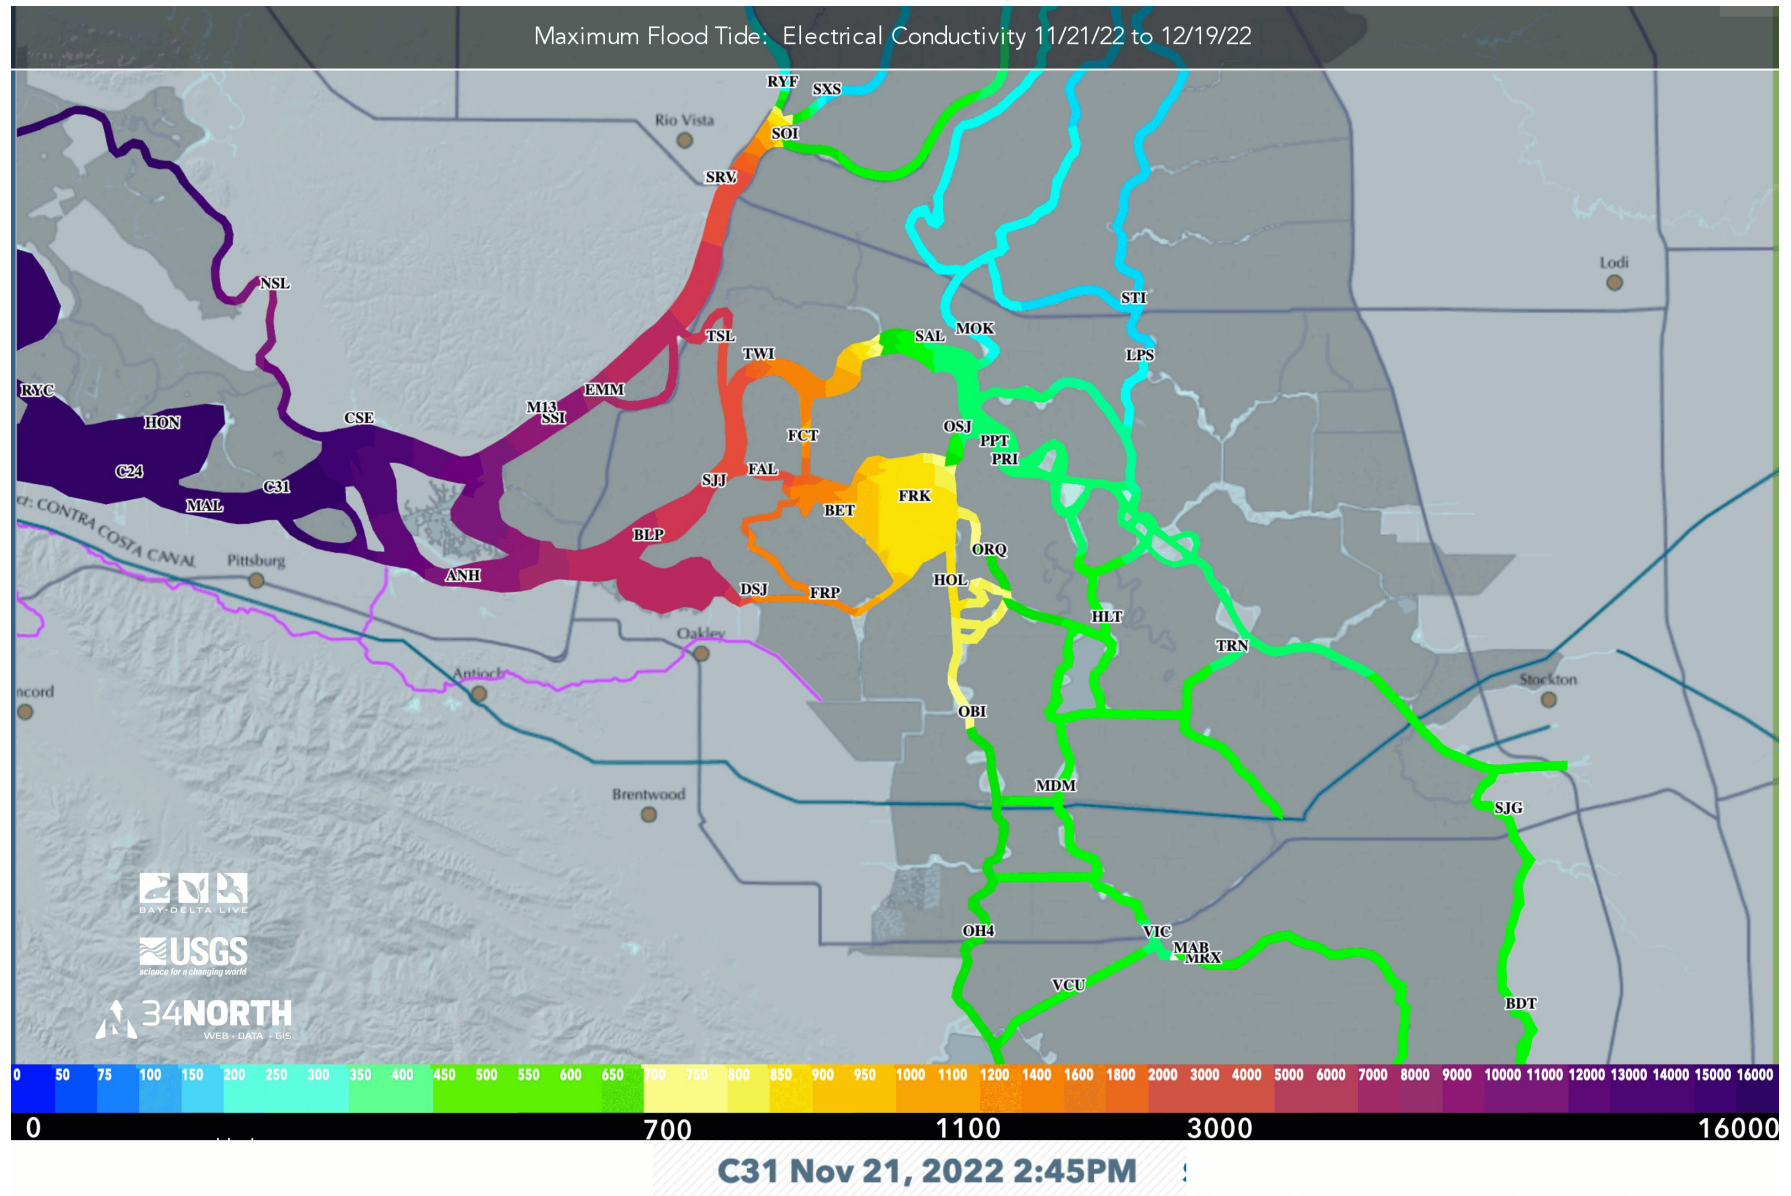 Maximum Flood Tide: Electrical Conductivity 11/21/22 to 12/19/22
RYF
SXS
Rio Vista
SOI
SRV
Lodi
NSL
STI
TSL
SAL
MOK
TWI
LPS
RYC
EMM
M13
SSI
HON
CSE
FCT
OSJ
PPT
PRI
C24
FAL
SJJ
C31
FRK
MAL
BET
ct: CONTRA COSTA CANAL
BLP
Pittsburg
ORQ
ANH
HOL
DSJ
FRP
HLT
Oakley
TRN
Antioch
Stockton
ncord
OBI
MDM
Brentwood
SJG
BAY-DELTA LIVE
OH4
VIC
MAB
MRX
USGS
science for a changing world
VCU
BDT
34NORTH
WEB • DATA • GIS
0 50 75 100 150 200 250 300 350 400 450 500 550 600 650 700 750 800 850 900 950 1000 1100 1200 1400 1600 1800 2000 3000 4000 5000 6000 7000 8000 9000 10000 11000 12000 13000 14000 15000 16000
0 700 1100 3000 16000
C31 Nov 21, 2022 2:45PM